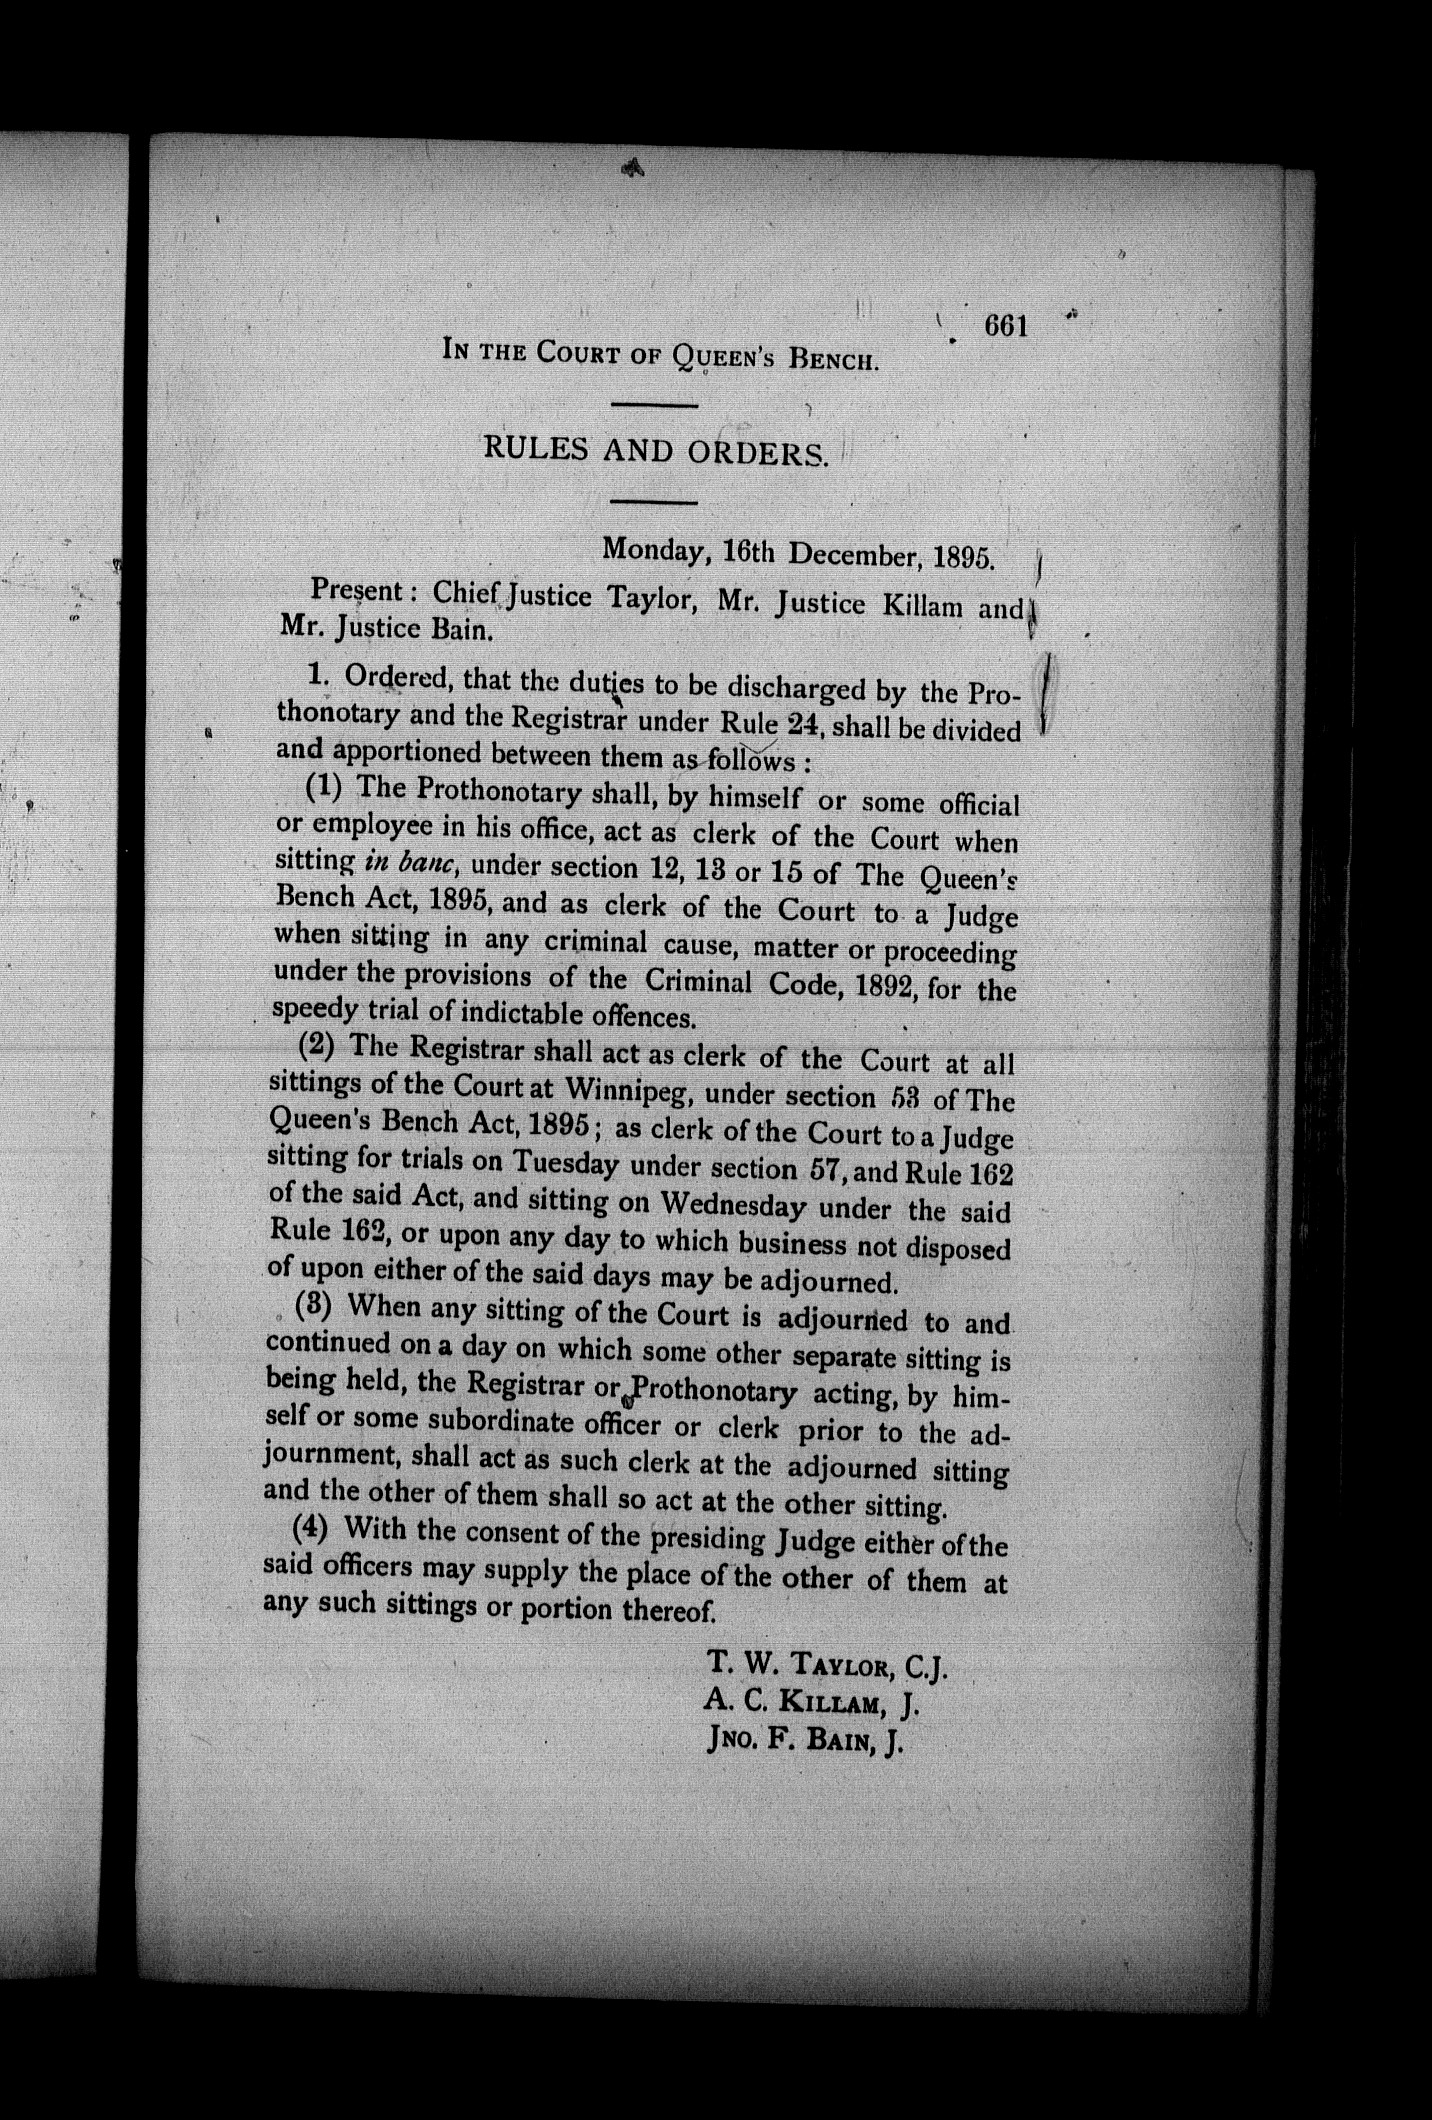 661
IN THE COURT OF QUEEN'S BENCH.
RULES AND ORDERS.
Monday, 16th December, 1895.
Present: Chief Justice Taylor, Mr. Justice Killam and
Mr. Justice Bain.
1. Ordered, that the duties to be discharged by the Pro-
thonotary and the Registrar under Rule 24, shall be divided
and apportioned between them as follows:
(1) The Prothonotary shall, by himself or some official
or employee in his office, act as clerk of the Court when
sitting in banc, under section 12, 13 or 15 of The Queen's
Bench Act, 1895, and as clerk of the Court to a Judge
when sitting in any criminal cause, matter or proceeding
under the provisions of the Criminal Code, 1892, for the
speedy trial of indictable offences.
(2) The Registrar shall act as clerk of the Court at all
sittings of the Court at Winnipeg, under section 53 of The
Queen's Bench Act, 1895; as clerk of the Court to a Judge
sitting for trials on Tuesday under section 57, and Rule 162
of the said Act, and sitting on Wednesday under the said
Rule 162, or upon any day to which business not disposed
of upon either of the said days may be adjourned.
(3) When any sitting of the Court is adjourned to and
continued on a day on which some other separate sitting is
being held, the Registrar or Prothonotary acting, by him-
self or some subordinate officer or clerk prior to the ad-
journment, shall act as such clerk at the adjourned sitting
and the other of them shall so act at the other sitting.
(4) With the consent of the presiding Judge either of the
said officers may supply the place of the other of them at
any such sittings or portion thereof.
T. W. TAYLOR, C.J.
A. C. KILLAM, J.
JNO. F. BAIN, J.